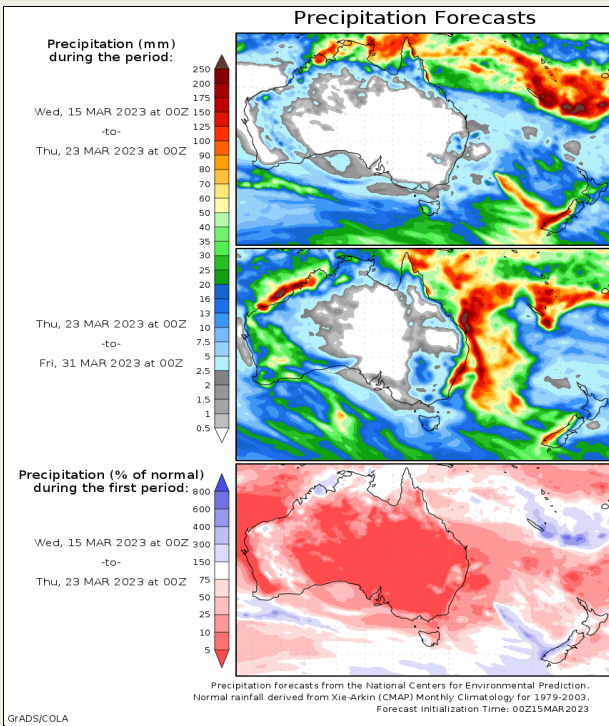 Precipitation Forecasts
Precipitation (mm)
during the period:
Wed, 15 MAR 2023 at 00Z
-to-
Thu, 23 MAR 2023 at 00Z
250
200
175
150
125
100
90
80
70
60
50
40
35
30
25
20
16
13
10
7.5
5
2.5
2
1.5
1
0.5
Thu, 23 MAR 2023 at 00Z
-to-
Fri, 31 MAR 2023 at 00Z
Precipitation (% of normal)
during the first period:
Wed, 15 MAR 2023 at 00Z
-to-
Thu, 23 MAR 2023 at 00Z
800
600
400
300
150
75
50
25
10
5
Precipitation forecasts from the National Centers for Environmental Prediction.
Normal rainfall derived from Xie-Arkin (CMAP) Monthly Climatology for 1979-2003.
Forecast Initialization Time: 00Z15MAR2023
GrADS/COLA